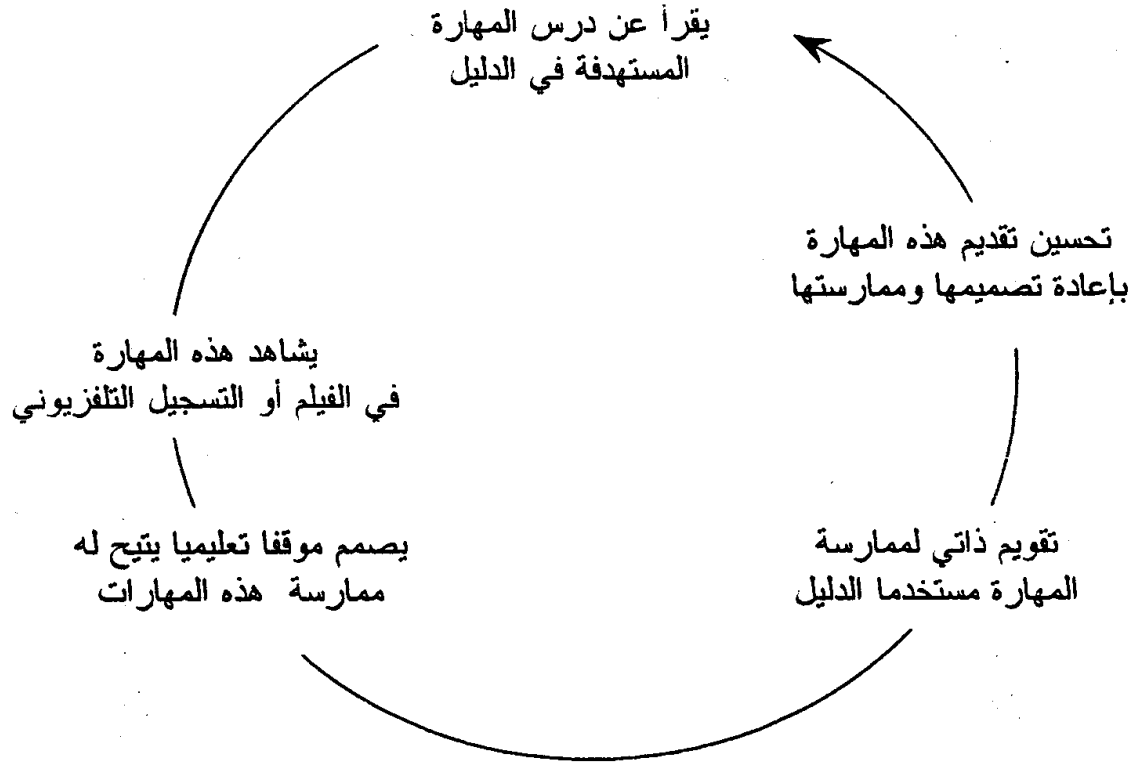 يقرأ عن درس المهارة
المستهدفة في الدليل
يشاهد هذه المهارة
في الفيلم أو التسجيل التلفزيوني
يصمم موقفا تعليميا يتيح له
ممارسة هذه المهارات
تقويم ذاتي لممارسة
المهارة مستخدما الدليل
تحسين تقديم هذه المهارة
بإعادة تصميمها وممارستها